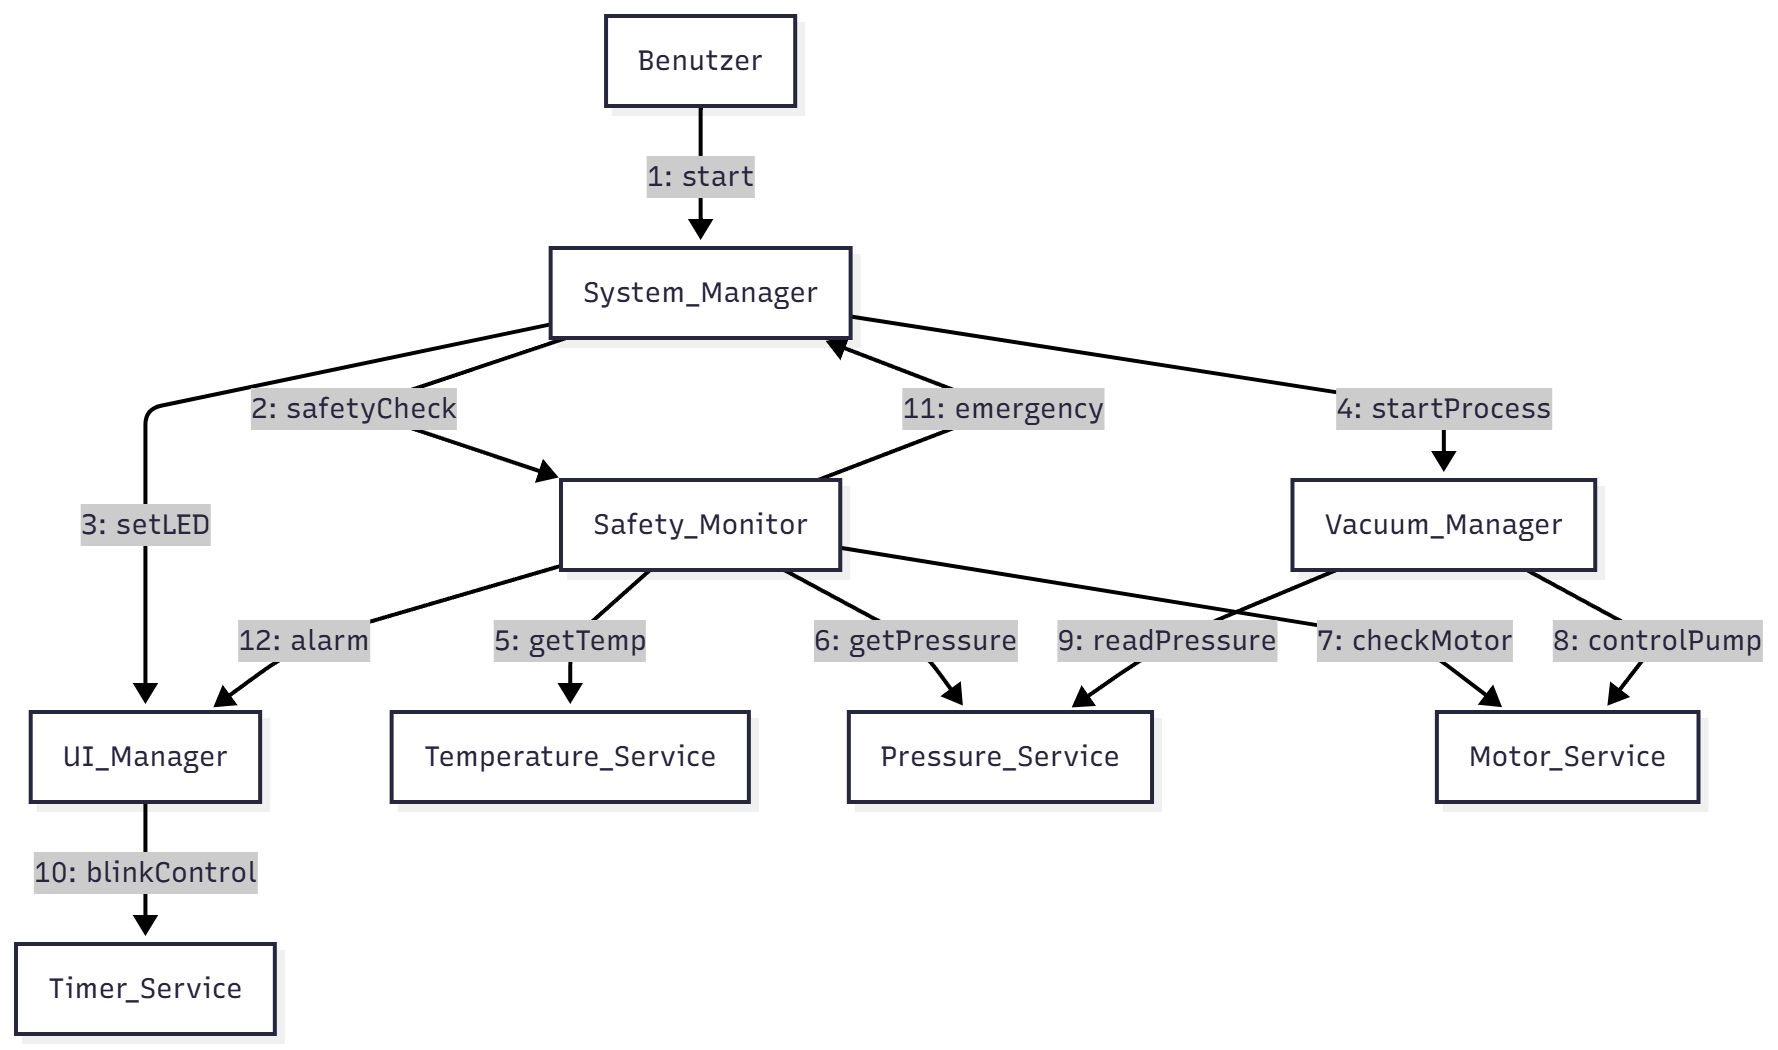 Benutzer
1: start
System_Manager
2: safetyCheck
11: emergency
4: startProcess
3: setLED
Safety_Monitor
Vacuum_Manager
12: alarm
5: getTemp
6: getPressure
9: readPressure
7: checkMotor
8: controlPump
UI_Manager
Temperature_Service
Pressure_Service
Motor_Service
10: blinkControl
Timer_Service